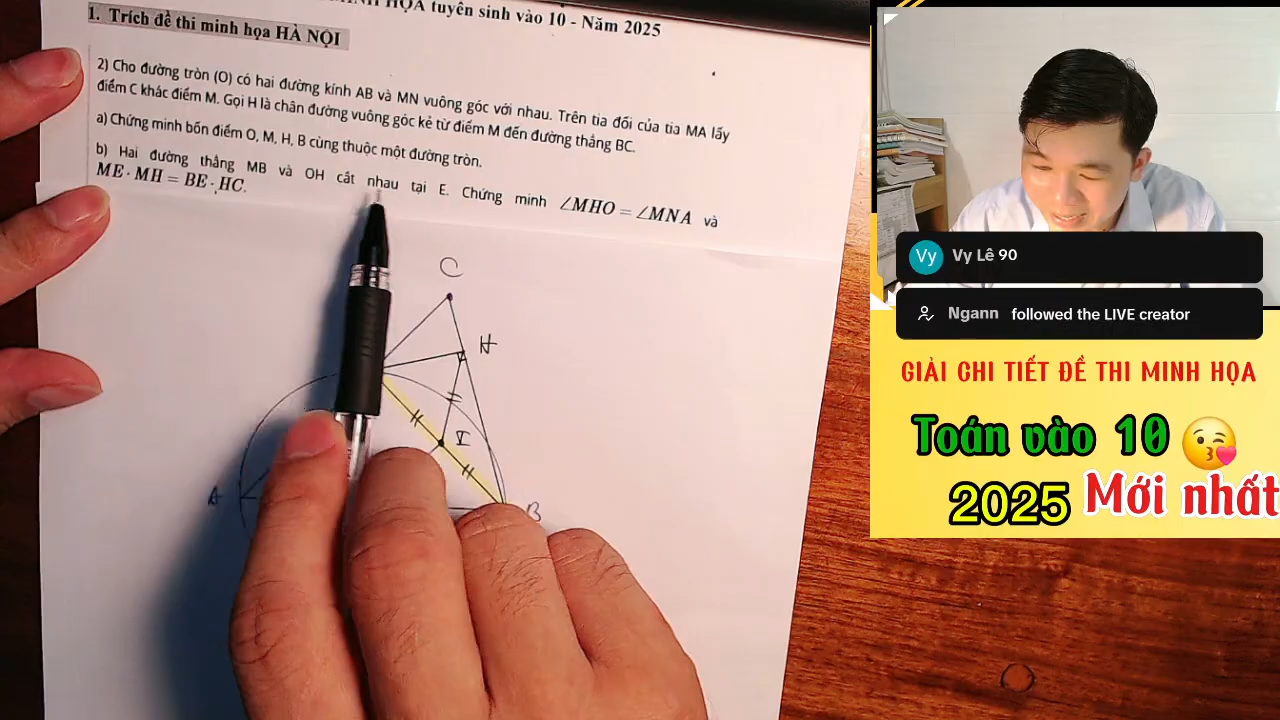 HỌA tuyên sinh vào 10 - Năm 2025
1. Trích đề thi minh họa HÀ NỘI
2) Cho đường tròn (O) có hai đường kính AB và MN vuông góc với nhau. Trên tia đối của tia MA lấy
điểm C khác điểm M. Gọi H là chân đường vuông góc kẻ từ điểm M đến đường thẳng BC.
a) Chứng minh bốn điểm O, M, H, B cùng thuộc một đường tròn.
b) Hai đường thẳng MB và OH cắt nhau tại E. Chứng minh ∠MHO = ∠MNA và
ME · MH = BE · HC.
C
H
I
A
B
Vy
Vy Lê 90
Ngann followed the LIVE creator
GIẢI CHI TIẾT ĐỀ THI MINH HỌA
Toán vào 10
2025 Mới nhất